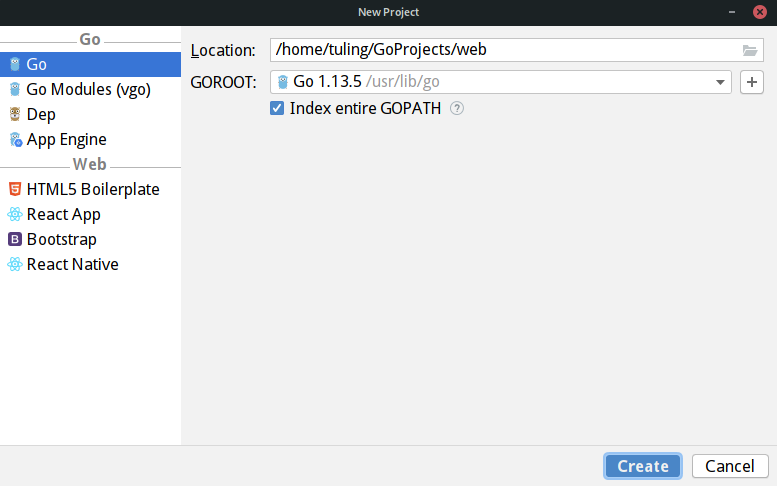 New Project
Go
Go
Go Modules (vgo)
Dep
App Engine
Web
HTML5 Boilerplate
React App
Bootstrap
React Native
Location: /home/tuling/GoProjects/web
GOROOT: Go 1.13.5 /usr/lib/go
Index entire GOPATH ?
Create Cancel